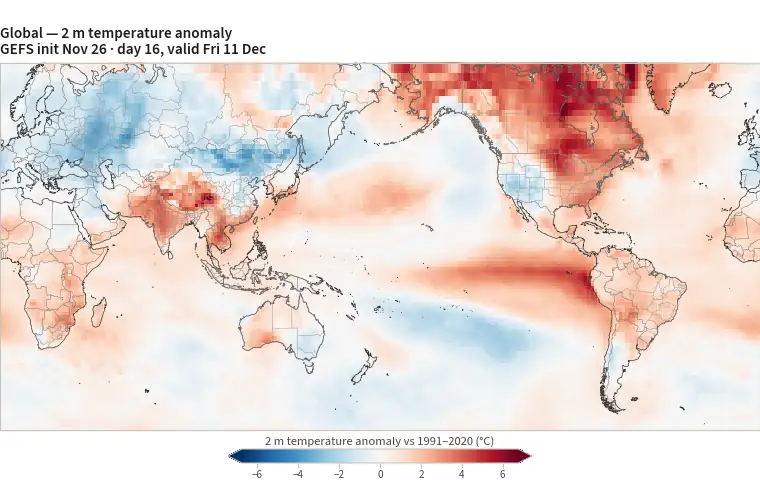 Global — 2 m temperature anomaly
GEFS init Nov 26 · day 16, valid Fri 11 Dec
2 m temperature anomaly vs 1991–2020 (°C)
−6 −4 −2 0 2 4 6